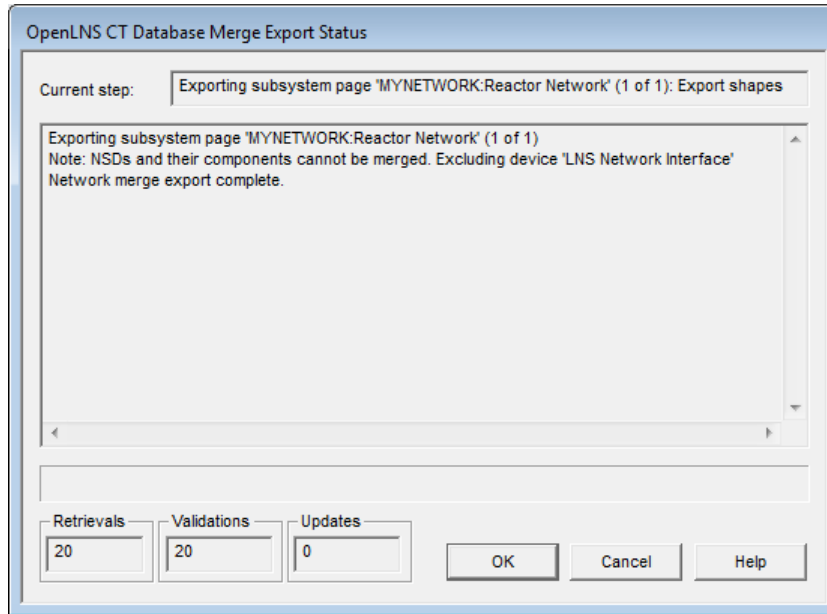 OpenLNS CT Database Merge Export Status
Current step: Exporting subsystem page 'MYNETWORK:Reactor Network' (1 of 1): Export shapes
Exporting subsystem page 'MYNETWORK:Reactor Network' (1 of 1)
Note: NSDs and their components cannot be merged. Excluding device 'LNS Network Interface'
Network merge export complete.
Retrievals Validations Updates
20 20 0 OK Cancel Help